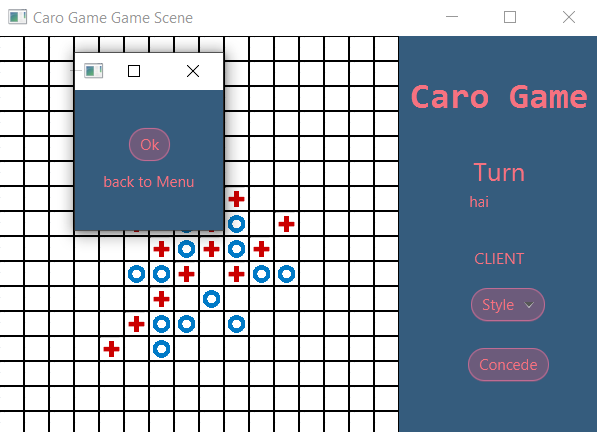 Caro Game Game Scene
Ok
back to Menu
Caro Game
Turn
hai
CLIENT
Style
Concede